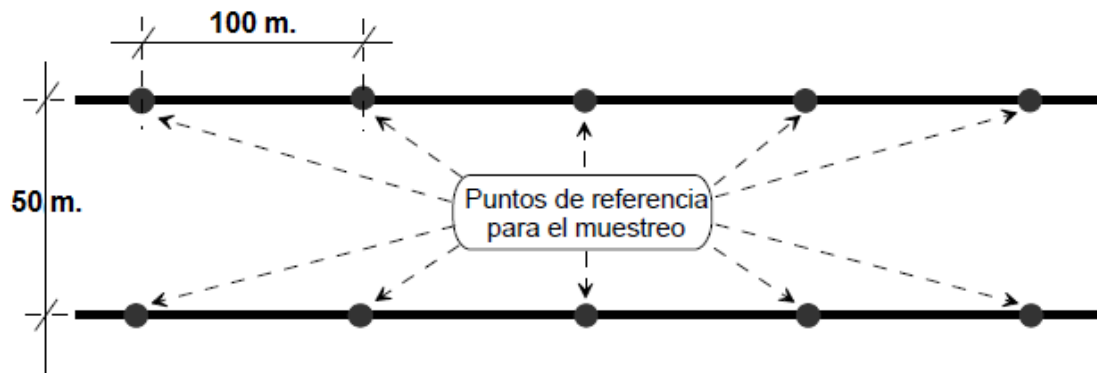 100 m.
50 m.
Puntos de referencia
para el muestreo